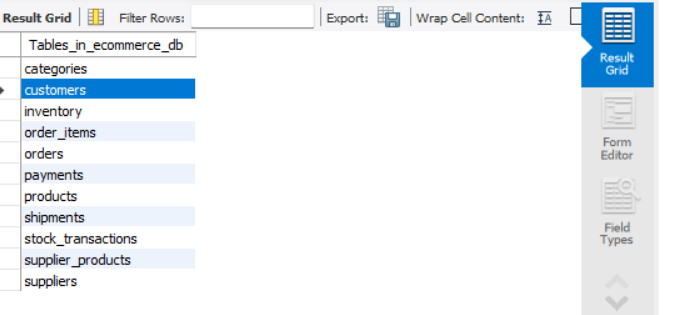 Result Grid Filter Rows: Export: Wrap Cell Content: IA
Tables_in_ecommerce_db
categories
customers
inventory
order_items
orders
payments
products
shipments
stock_transactions
supplier_products
suppliers
Result
Grid
Form
Editor
Field
Types